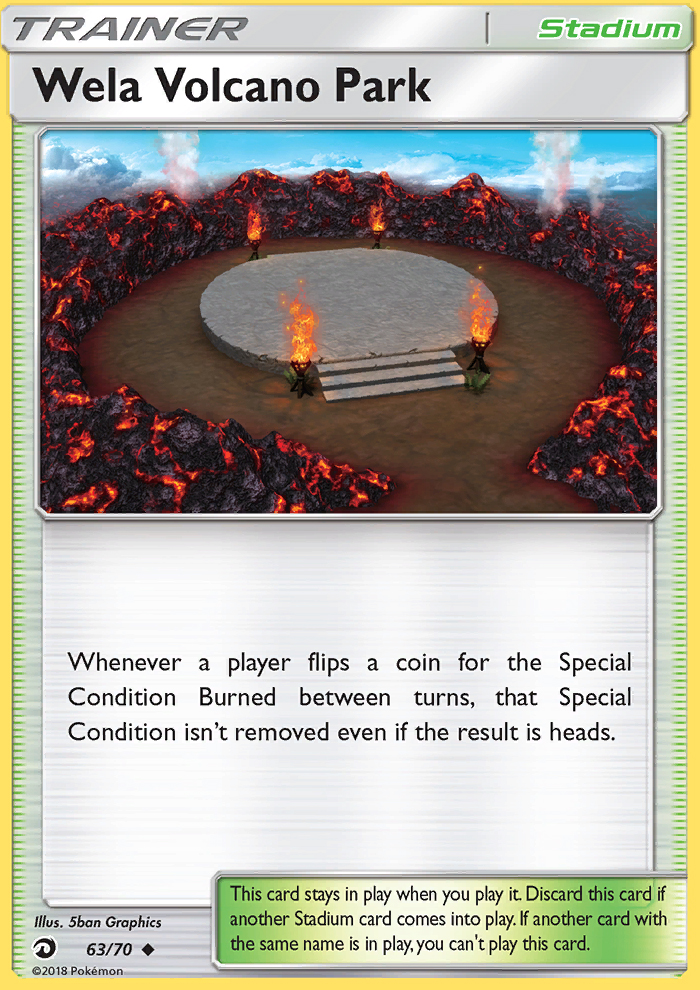 TRAINER
Stadium
Wela Volcano Park
Whenever a player flips a coin for the Special
Condition Burned between turns, that Special
Condition isn't removed even if the result is heads.
This card stays in play when you play it. Discard this card if
another Stadium card comes into play. If another card with
the same name is in play, you can't play this card.
Illus. 5ban Graphics
63/70
©2018 Pokémon